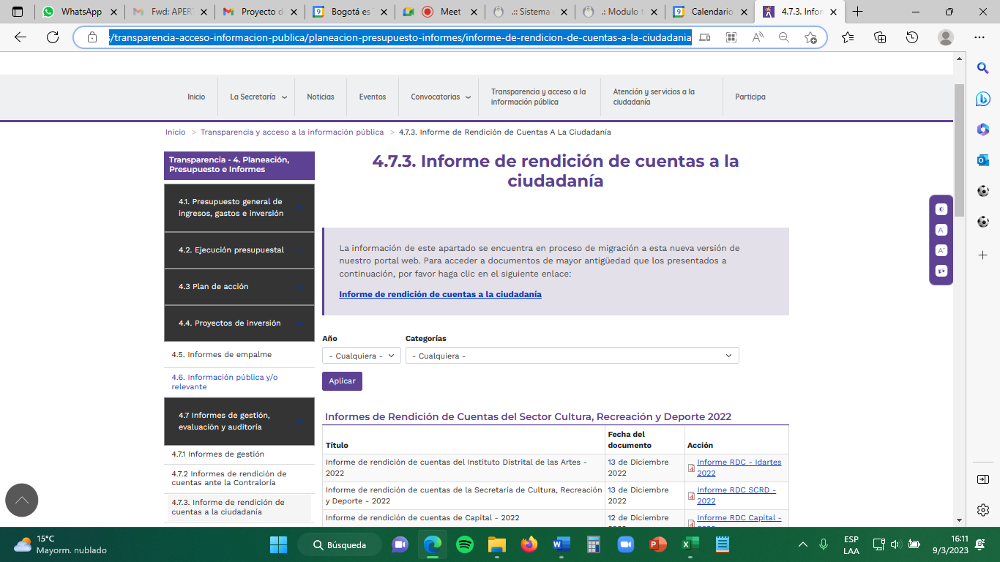 WhatsApp
Fwd: APER
Proyecto d
Bogotá es
Meet
.:: Sistema
.: Modulo t
Calendario
4.7.3. Infor
s/transparencia-acceso-informacion-publica/planeacion-presupuesto-informes/informe-de-rendicion-de-cuentas-a-la-ciudadania
Inicio
La Secretaría
Noticias
Eventos
Convocatorias
Transparencia y acceso a la
información pública
Atención y servicios a la
ciudadanía
Participa
Inicio > Transparencia y acceso a la información pública > 4.7.3. Informe de Rendición de Cuentas A La Ciudadanía
Transparencia - 4. Planeación,
Presupuesto e Informes
4.1. Presupuesto general de
ingresos, gastos e inversión
4.2. Ejecución presupuestal
4.3 Plan de acción
4.4. Proyectos de inversión
4.5. Informes de empalme
4.6. Información pública y/o
relevante
4.7 Informes de gestión,
evaluación y auditoría
4.7.1 Informes de gestión
4.7.2 Informes de rendición de
cuentas ante la Contraloría
4.7.3. Informe de rendición de
cuentas a la ciudadanía
4.7.3. Informe de rendición de cuentas a la
ciudadanía
La información de este apartado se encuentra en proceso de migración a esta nueva versión de
nuestro portal web. Para acceder a documentos de mayor antigüedad que los presentados a
continuación, por favor haga clic en el siguiente enlace:
Informe de rendición de cuentas a la ciudadanía
Año
Categorías
- Cualquiera -
- Cualquiera -
Aplicar
Informes de Rendición de Cuentas del Sector Cultura, Recreación y Deporte 2022
Título
Fecha del
documento
Acción
Informe de rendición de cuentas del Instituto Distrital de las Artes -
2022
13 de Diciembre
2022
Informe RDC - Idartes
2022
Informe de rendición de cuentas de la Secretaría de Cultura, Recreación
y Deporte - 2022
13 de Diciembre
2022
Informe RDC SCRD -
2022
Informe de rendición de cuentas de Capital - 2022
12 de Diciembre
Informe RDC Capital -
15°C
Mayorm. nublado
Búsqueda
ESP
LAA
16:11
9/3/2023